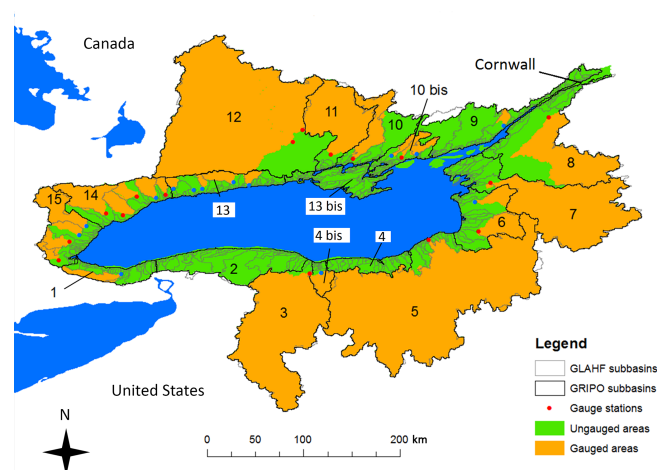 Canada
Cornwall
10 bis
12
11
10
9
8
15
14
13
13 bis
7
6
4 bis
4
2
1
3
5
United States
N
0 50 100 200 km
Legend
GLAHF subbasins
GRIPO subbasins
Gauge stations
Ungauged areas
Gauged areas